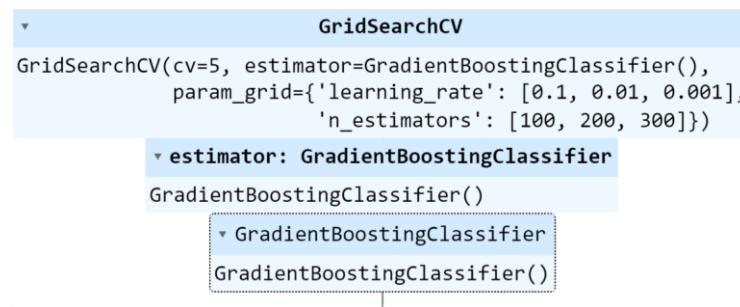 GridSearchCV
GridSearchCV(cv=5, estimator=GradientBoostingClassifier(),
param_grid={'learning_rate': [0.1, 0.01, 0.001],
'n_estimators': [100, 200, 300]})
estimator: GradientBoostingClassifier
GradientBoostingClassifier()
GradientBoostingClassifier
GradientBoostingClassifier()